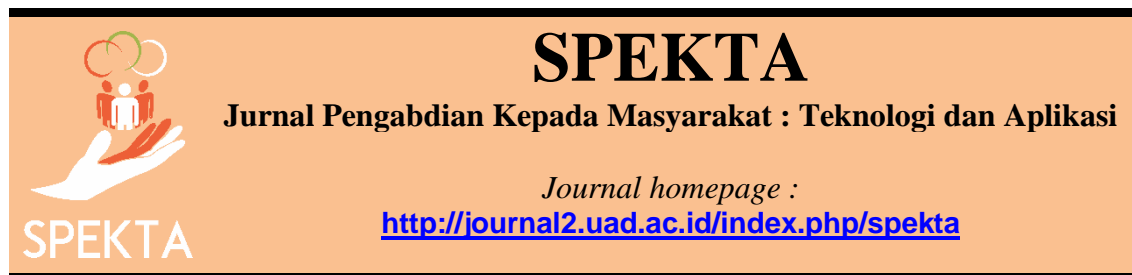 SPEKTA
Jurnal Pengabdian Kepada Masyarakat : Teknologi dan Aplikasi
Journal homepage :
http://journal2.uad.ac.id/index.php/spekta
SPEKTA